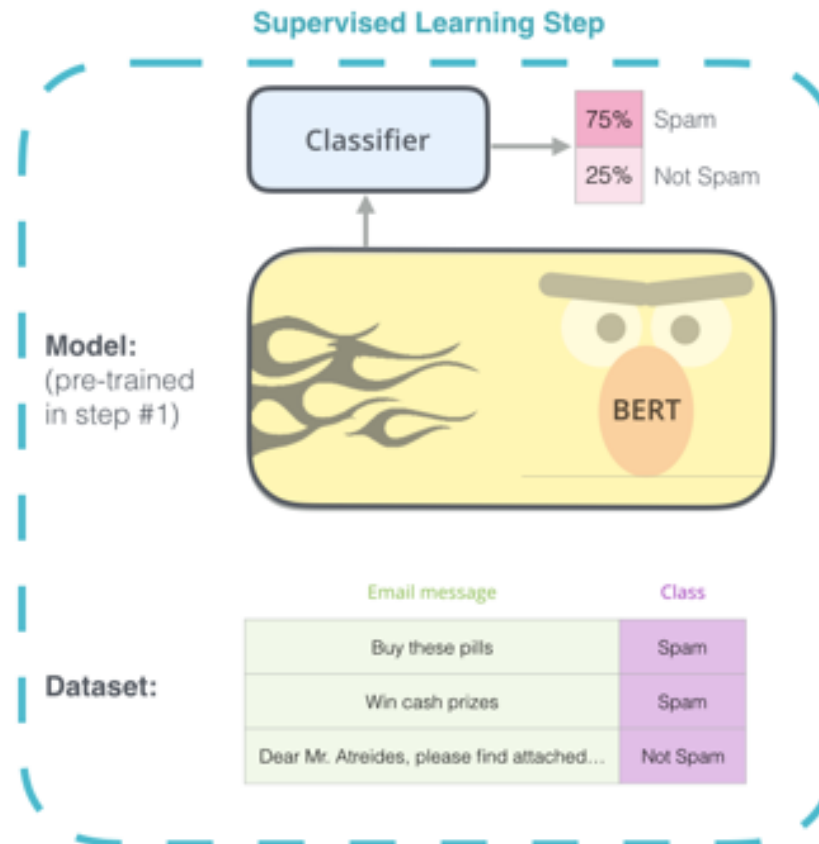 Supervised Learning Step
Classifier
75% Spam
25% Not Spam
Model:
(pre-trained
in step #1)
BERT
Email message Class
Dataset:
Buy these pills Spam
Win cash prizes Spam
Dear Mr. Atreides, please find attached... Not Spam